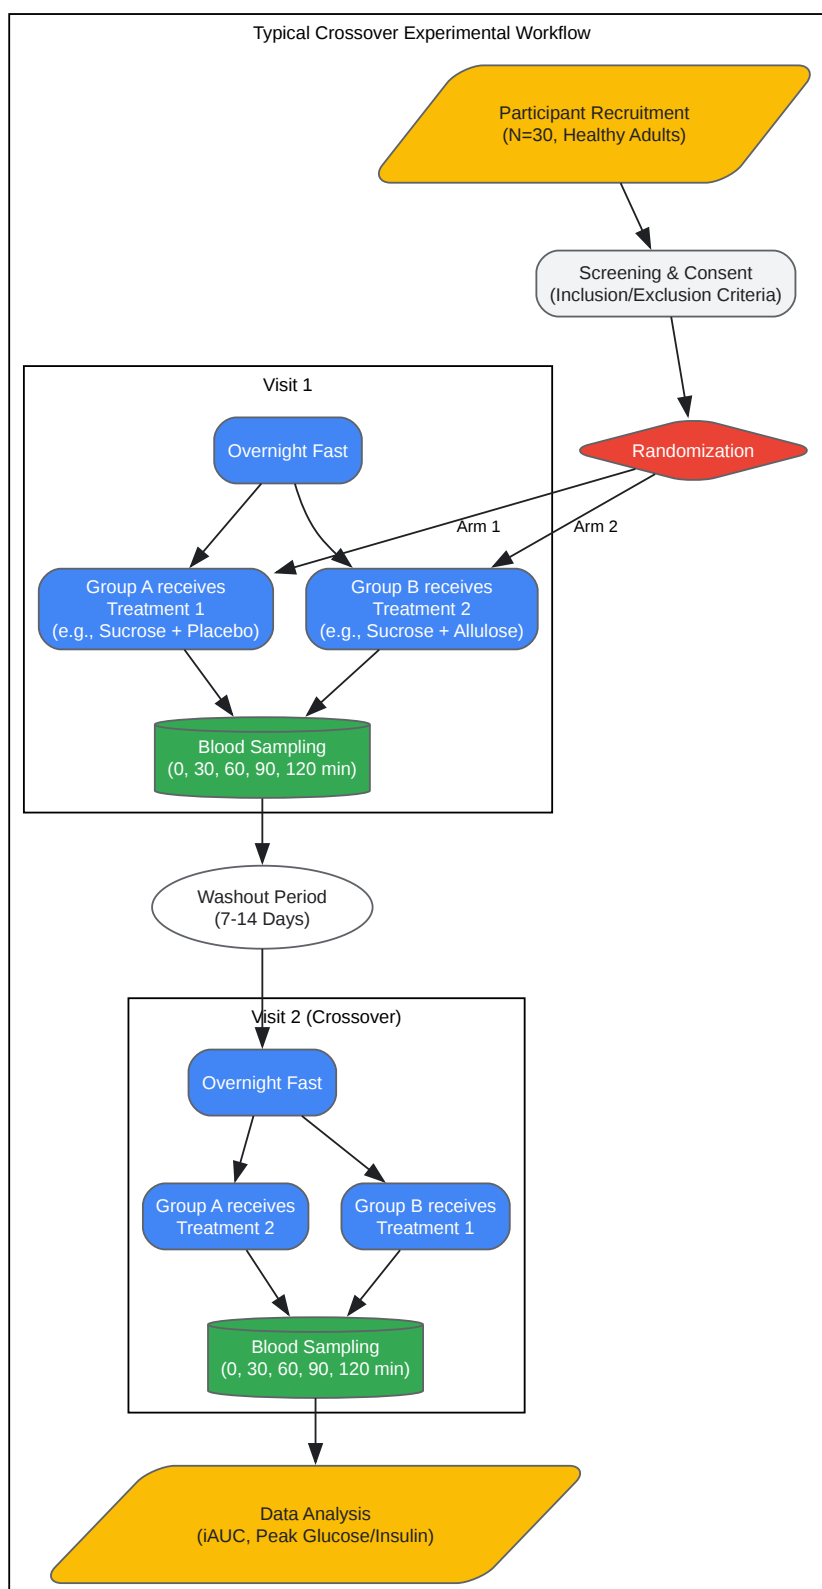 Typical Crossover Experimental Workflow
Participant Recruitment
(N=30, Healthy Adults)
Screening & Consent
(Inclusion/Exclusion Criteria)
Randomization
Visit 1
Overnight Fast
Arm 1
Arm 2
Group A receives
Treatment 1
(e.g., Sucrose + Placebo)
Group B receives
Treatment 2
(e.g., Sucrose + Allulose)
Blood Sampling
(0, 30, 60, 90, 120 min)
Washout Period
(7-14 Days)
Visit 2 (Crossover)
Overnight Fast
Group A receives
Treatment 2
Group B receives
Treatment 1
Blood Sampling
(0, 30, 60, 90, 120 min)
Data Analysis
(iAUC, Peak Glucose/Insulin)